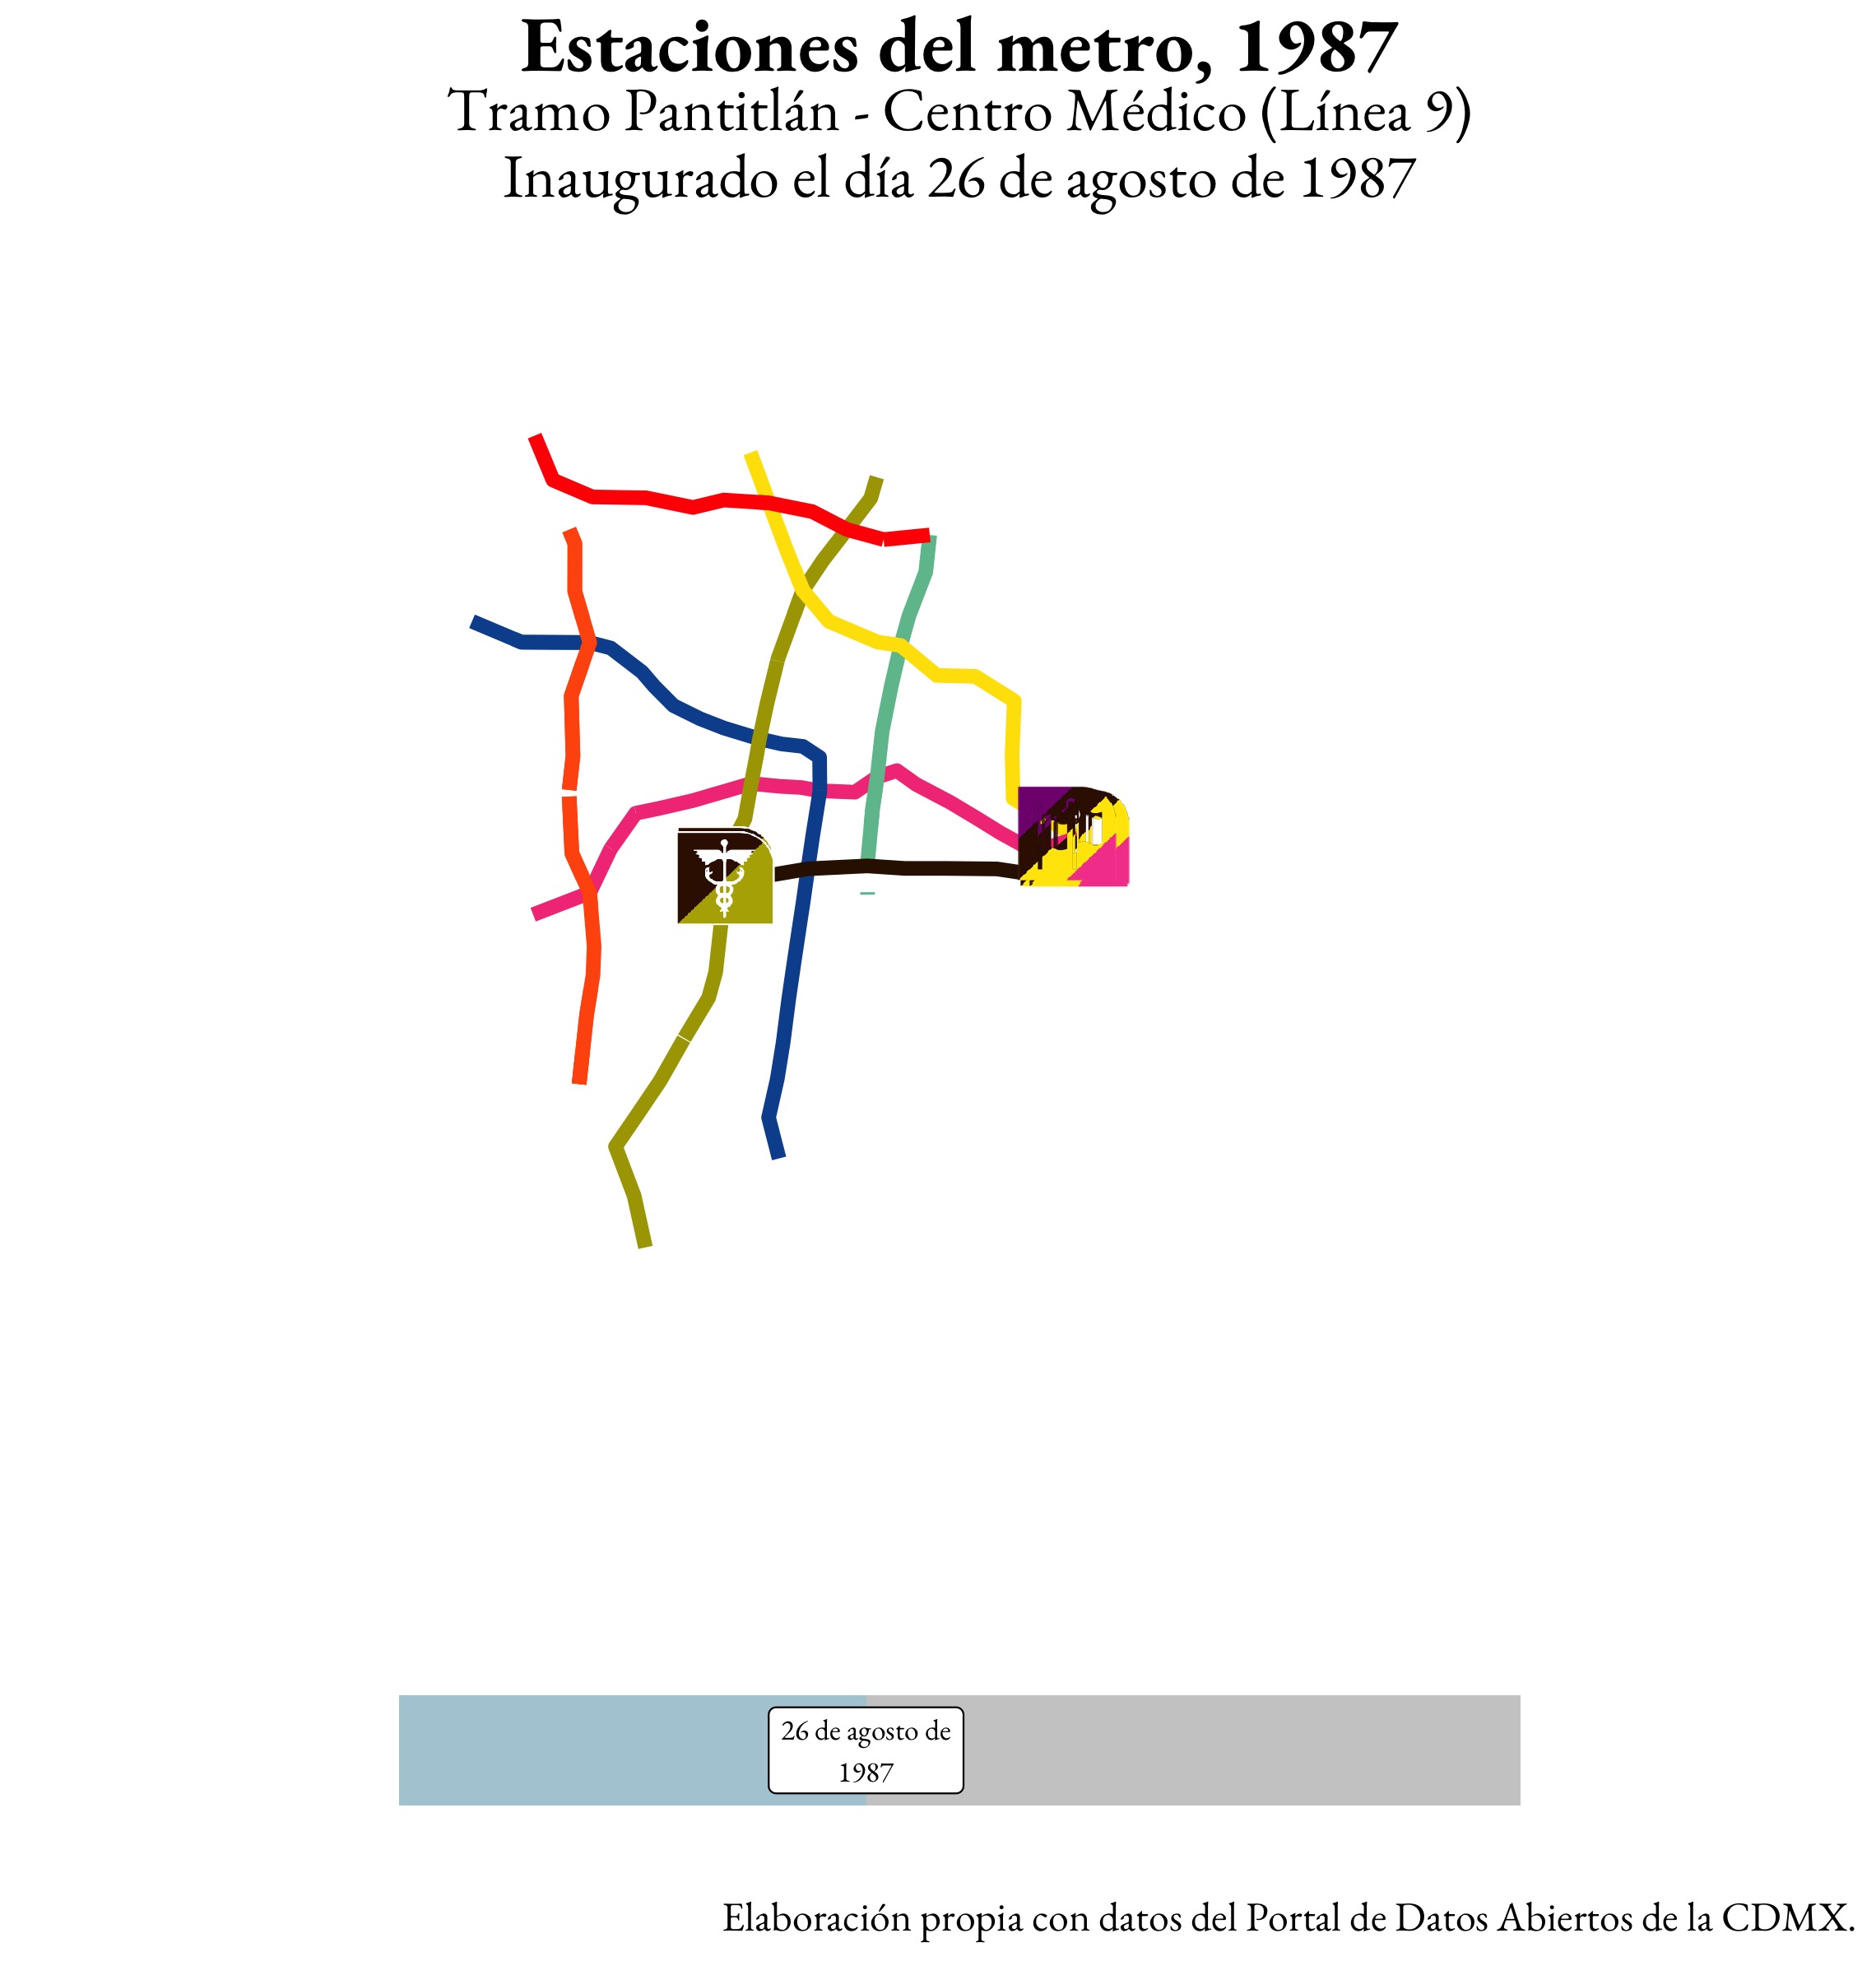 Estaciones del metro, 1987
Tramo Pantitlán - Centro Médico (Línea 9)
Inaugurado el día 26 de agosto de 1987
26 de agosto de
1987
Elaboración propia con datos del Portal de Datos Abiertos de la CDMX.